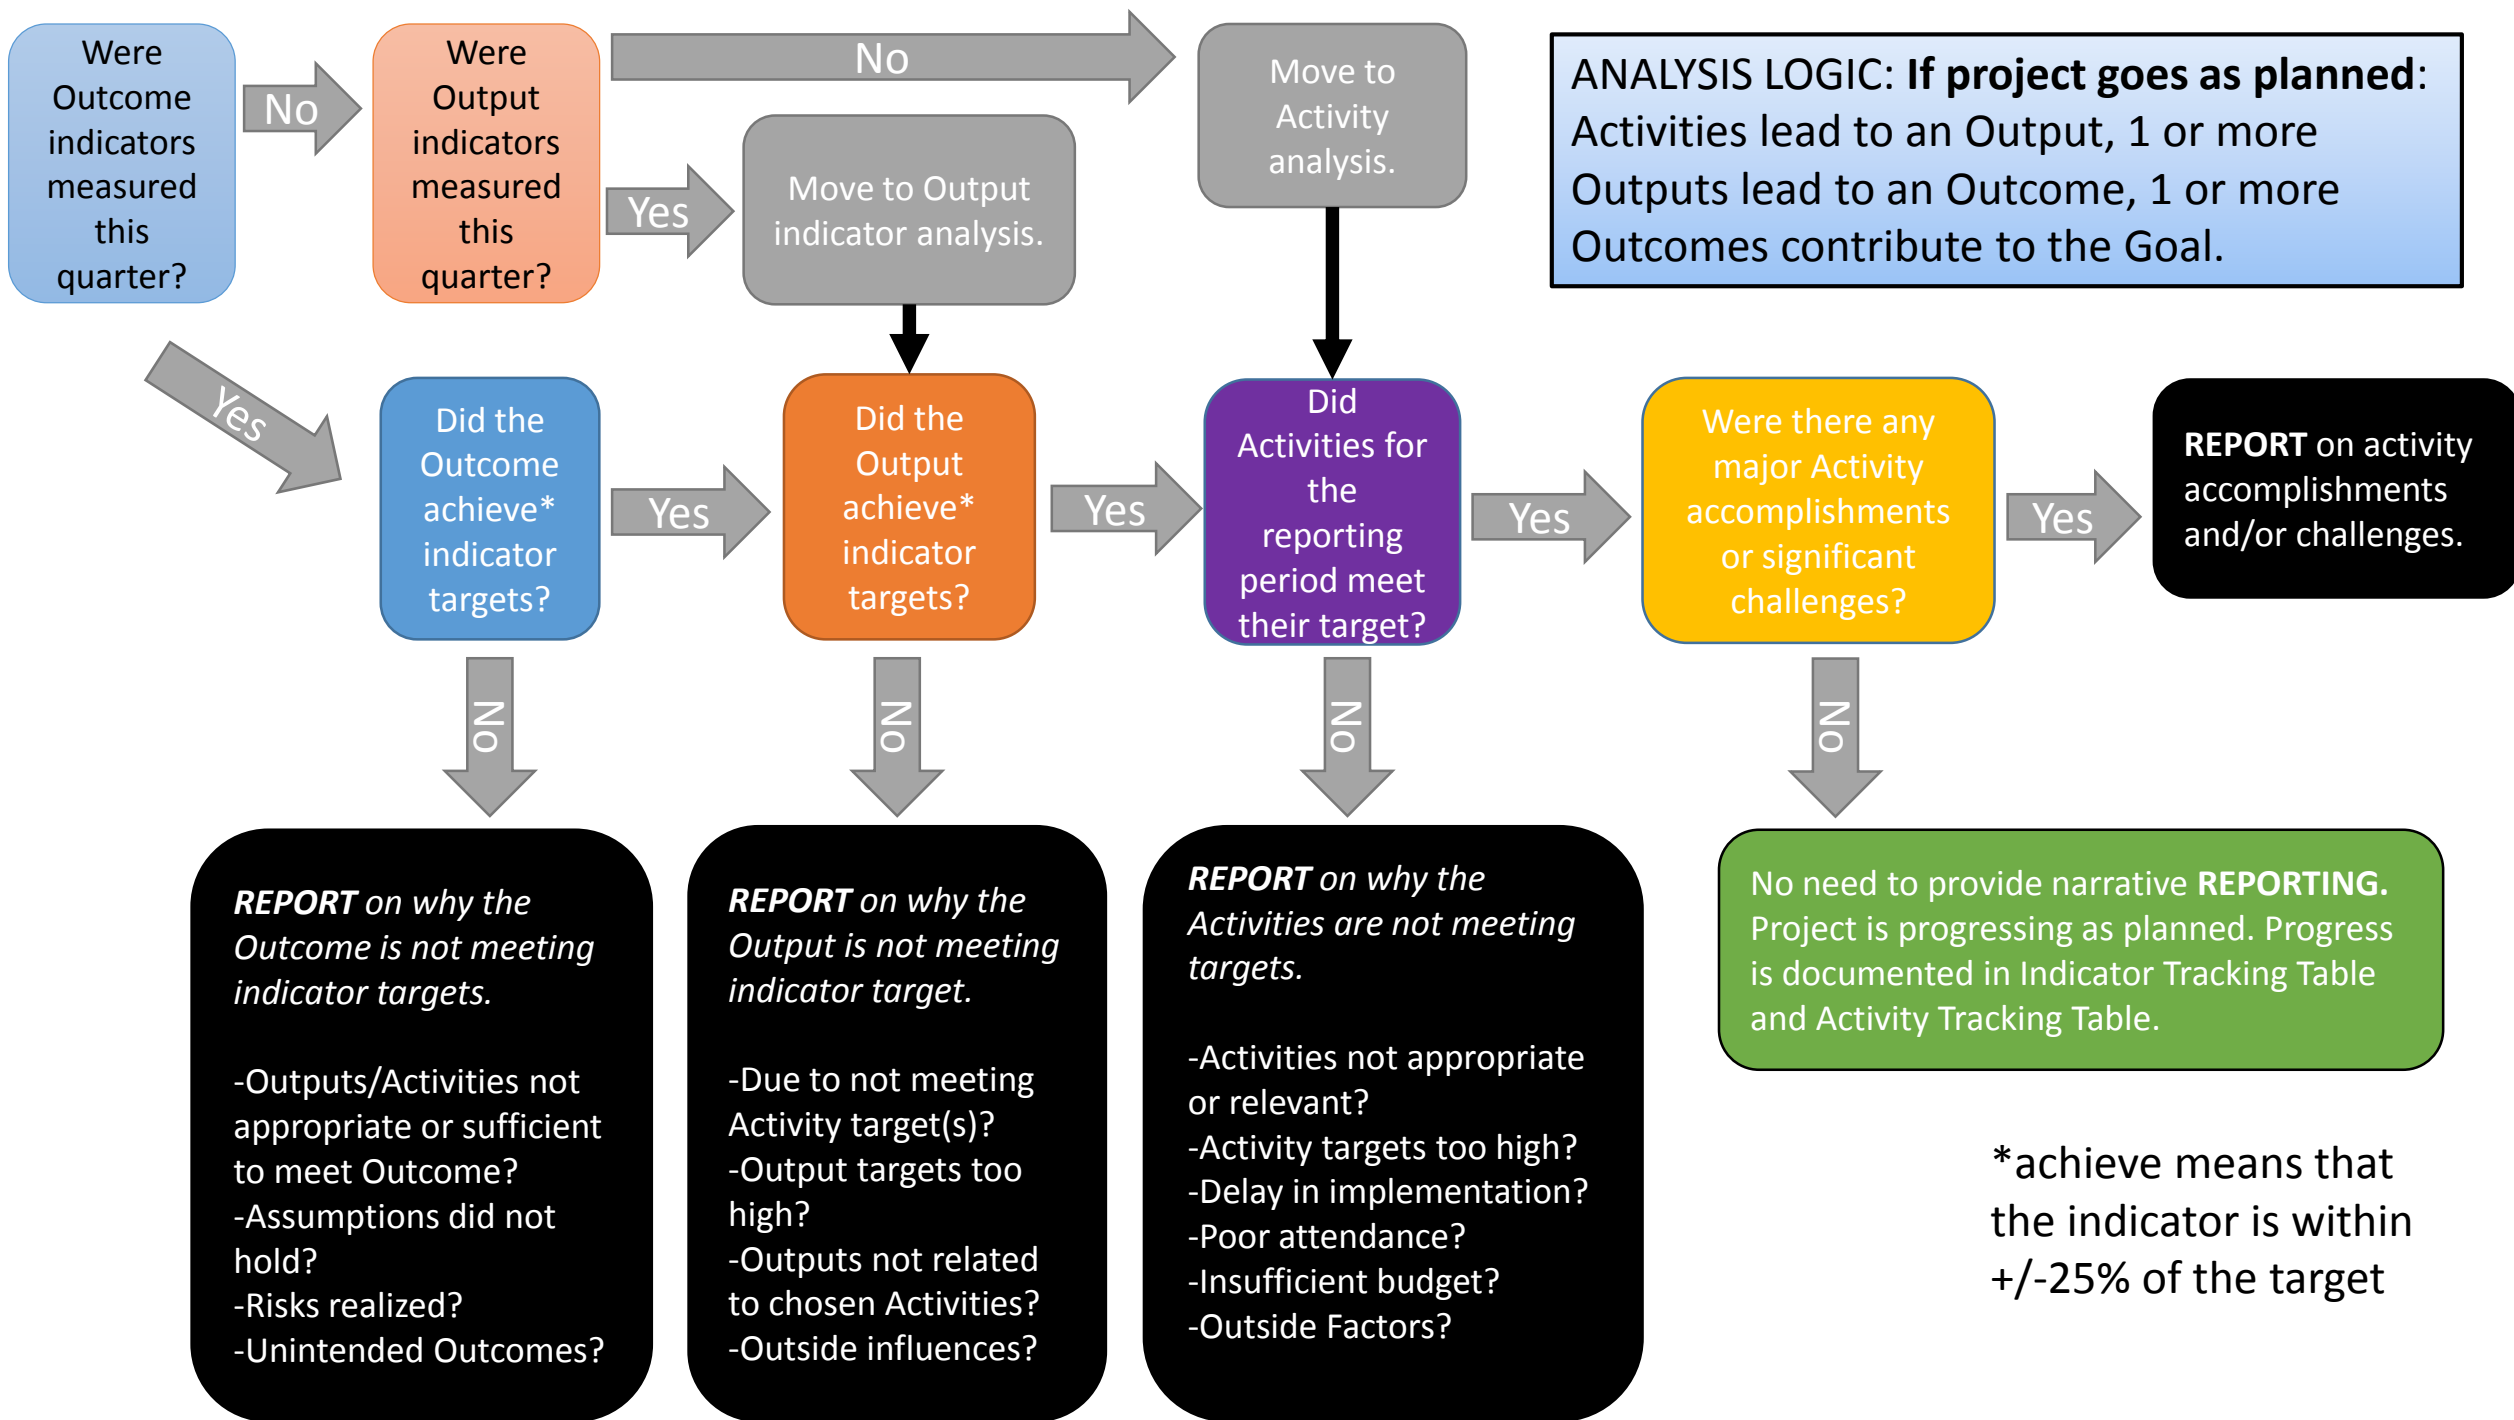 Were
Outcome
indicators
measured
this
quarter?
No
Were
Output
indicators
measured
this
quarter?
No
Yes
Move to Output
indicator analysis.
Move to
Activity
analysis.
ANALYSIS LOGIC: If project goes as planned:
Activities lead to an Output, 1 or more
Outputs lead to an Outcome, 1 or more
Outcomes contribute to the Goal.
Yes
Did the
Outcome
achieve*
indicator
targets?
Yes
Did the
Output
achieve*
indicator
targets?
Yes
Did
Activities for
the
reporting
period meet
their target?
Yes
Were there any
major Activity
accomplishments
or significant
challenges?
Yes
REPORT on activity
accomplishments
and/or challenges.
No
No
No
No
REPORT on why the
Outcome is not meeting
indicator targets.
-Outputs/Activities not
appropriate or sufficient
to meet Outcome?
-Assumptions did not
hold?
-Risks realized?
-Unintended Outcomes?
REPORT on why the
Output is not meeting
indicator target.
-Due to not meeting
Activity target(s)?
-Output targets too
high?
-Outputs not related
to chosen Activities?
-Outside influences?
REPORT on why the
Activities are not meeting
targets.
-Activities not appropriate
or relevant?
-Activity targets too high?
-Delay in implementation?
-Poor attendance?
-Insufficient budget?
-Outside Factors?
No need to provide narrative REPORTING.
Project is progressing as planned. Progress
is documented in Indicator Tracking Table
and Activity Tracking Table.
*achieve means that
the indicator is within
+/-25% of the target